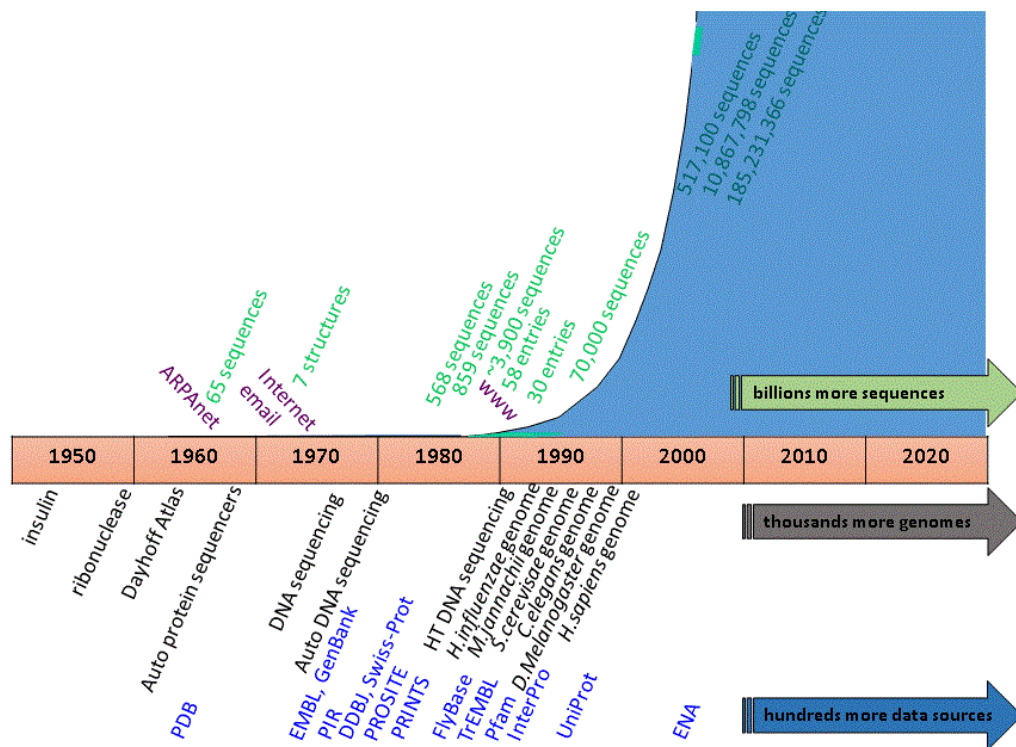 517,100 sequences
10,867,798 sequences
185,231,366 sequences
ARPAnet
65 sequences
email
Internet
7 structures
568 sequences
859 sequences
~3,900 sequences
www
58 entries
30 entries
70,000 sequences
billions more sequences
1950
1960
1970
1980
1990
2000
2010
2020
insulin
ribonuclease
Dayhoff Atlas
Auto protein sequencers
DNA sequencing
Auto DNA sequencing
HT DNA sequencing
H.influenzae genome
M.jannachii genome
S.cerevisae genome
C.elegans genome
D.Melanogaster genome
H.sapiens genome
thousands more genomes
PDB
EMBL, GenBank
PIR
DDBJ, Swiss-Prot
PROSITE
PRINTS
FlyBase
TrEMBL
Pfam
InterPro
UniProt
ENA
hundreds more data sources